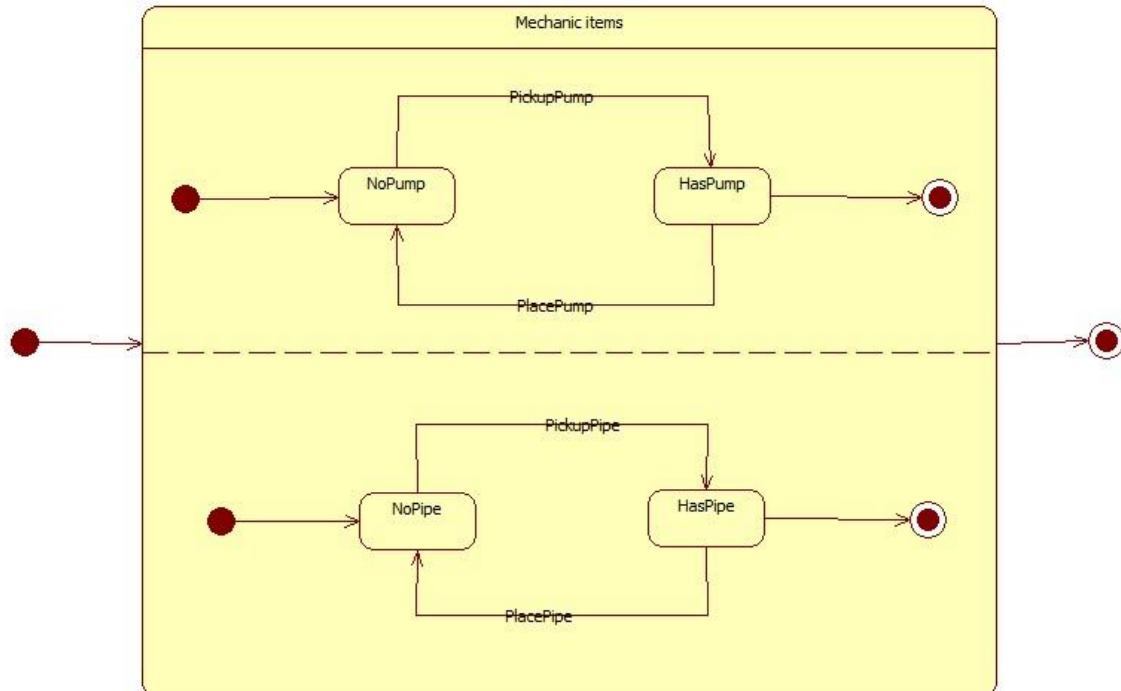 Mechanic items
PickupPump
NoPump
HasPump
PlacePump
PickupPipe
NoPipe
HasPipe
PlacePipe